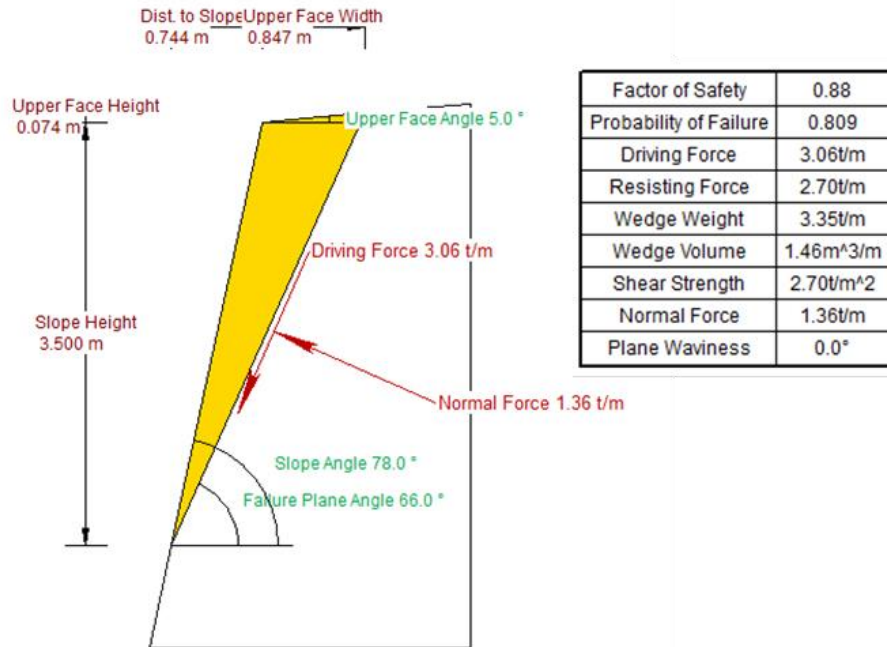 Dist. to Slope Upper Face Width
0.744 m 0.847 m
Upper Face Height
0.074 m
Upper Face Angle 5.0 °
Driving Force 3.06 t/m
Slope Height
3.500 m
Normal Force 1.36 t/m
Slope Angle 78.0 °
Failure Plane Angle 66.0 °
Factor of Safety 0.88
Probability of Failure 0.809
Driving Force 3.06t/m
Resisting Force 2.70t/m
Wedge Weight 3.35t/m
Wedge Volume 1.46m^3/m
Shear Strength 2.70t/m^2
Normal Force 1.36t/m
Plane Waviness 0.0°